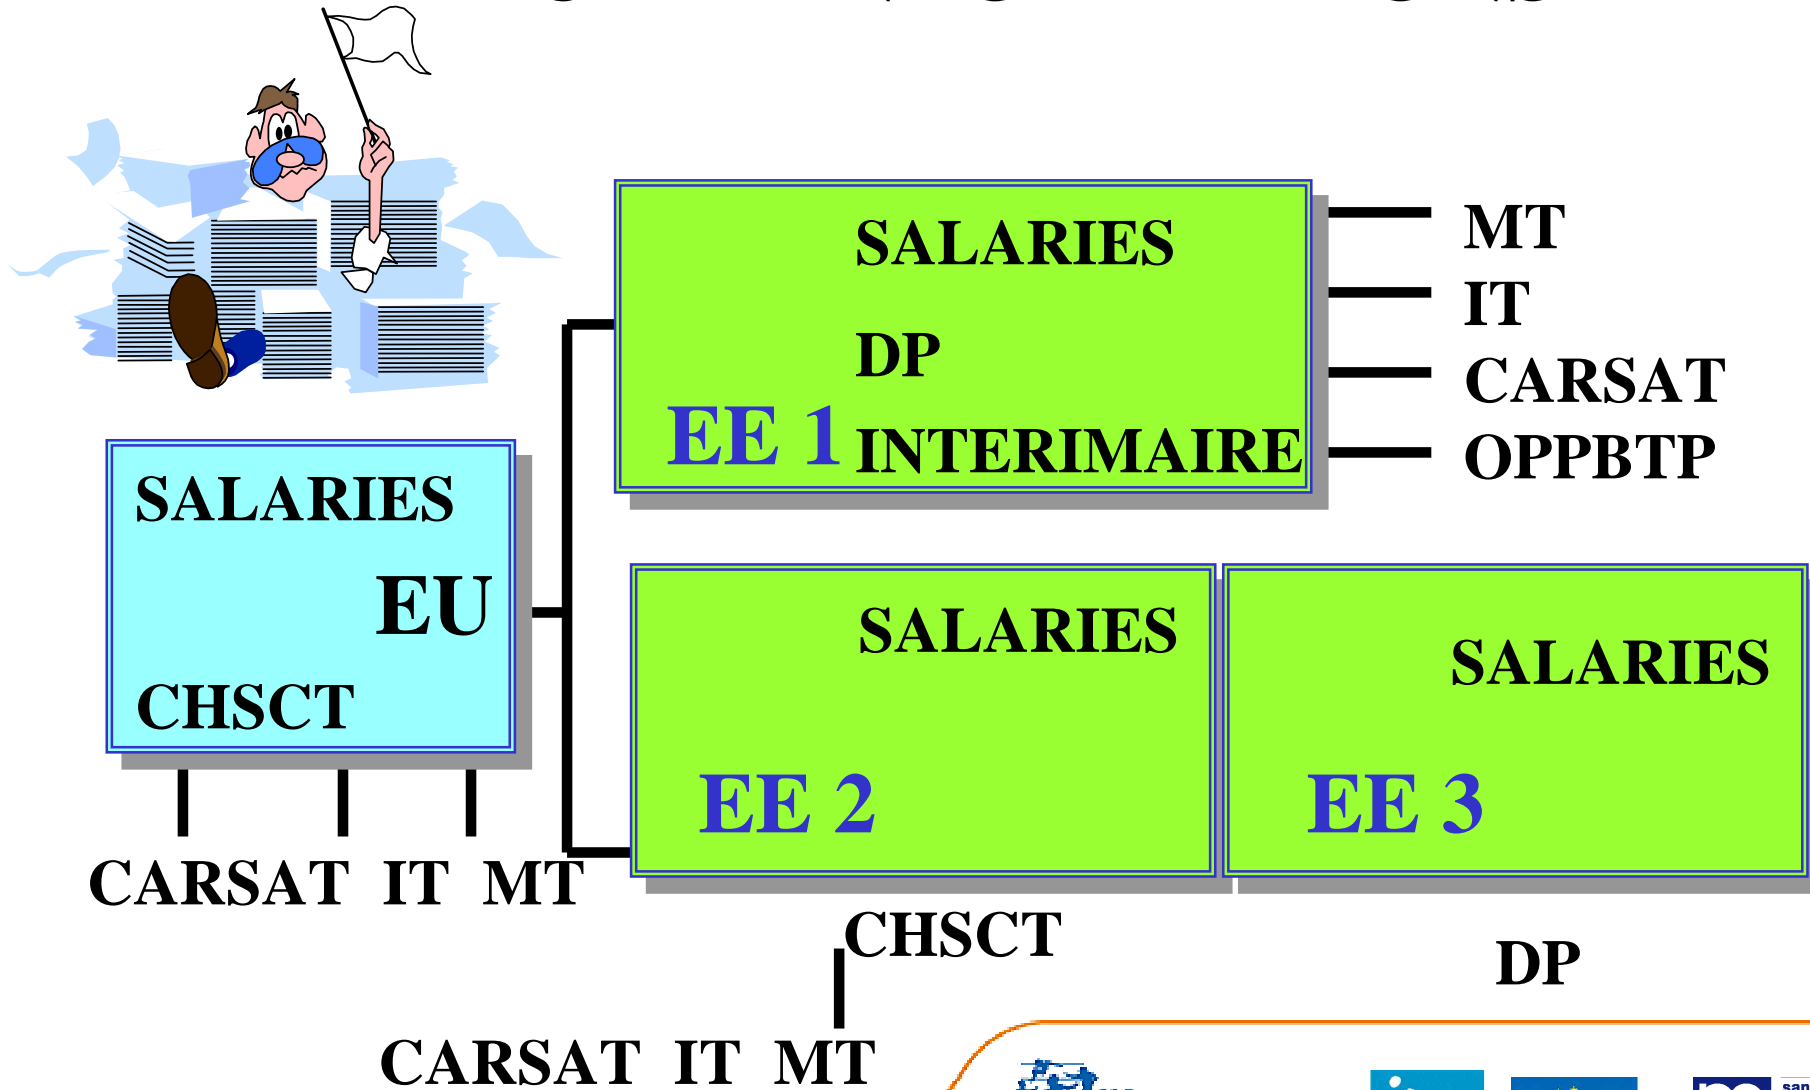 SALARIES
DP
EE 1 INTERIMAIRE
MT
IT
CARSAT
OPPBTP
SALARIES
EU
CHSCT
CARSAT IT MT
SALARIES
EE 2
SALARIES
EE 3
CHSCT
DP
CARSAT IT MT